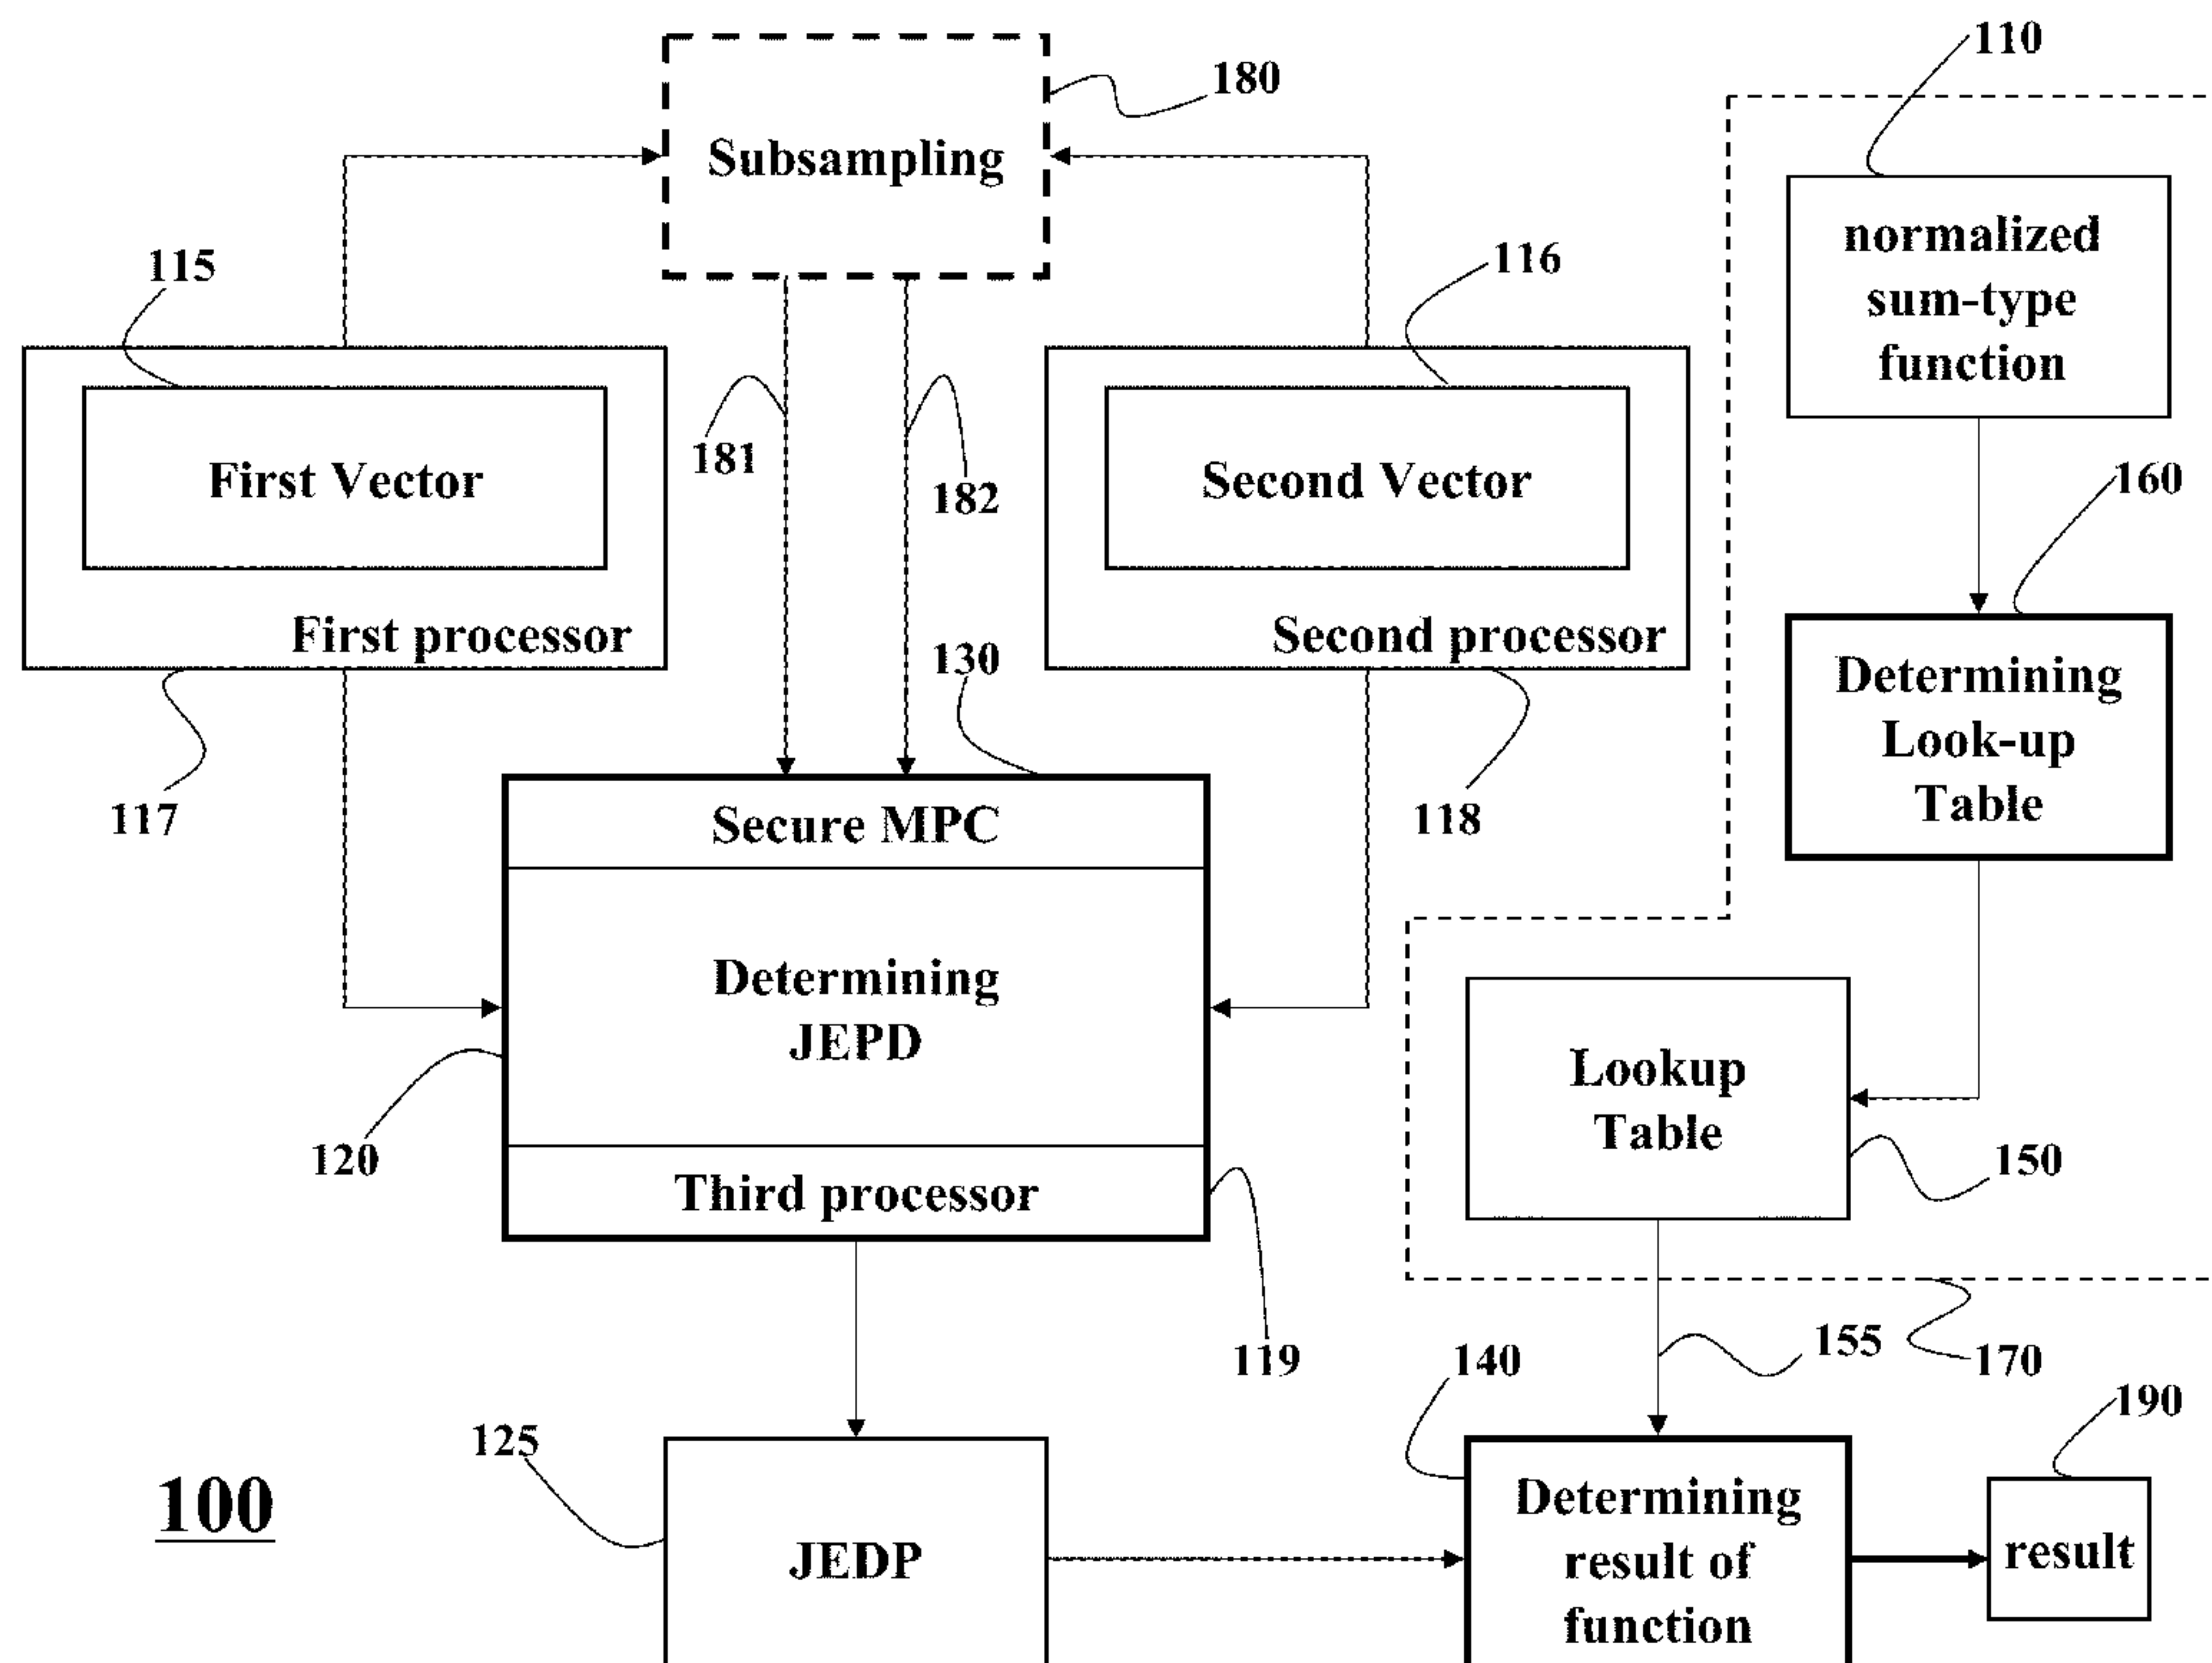 110
180
Subsampling
normalized
sum-type
function
115
116
181
182
160
First Vector
Second Vector
First processor
Second processor
130
Determining
Look-up
Table
117
118
Secure MPC
Determining
JEPD
Lookup
Table
120
150
Third processor
119
155
170
140
190
125
100
JEDP
Determining
result of
function
result